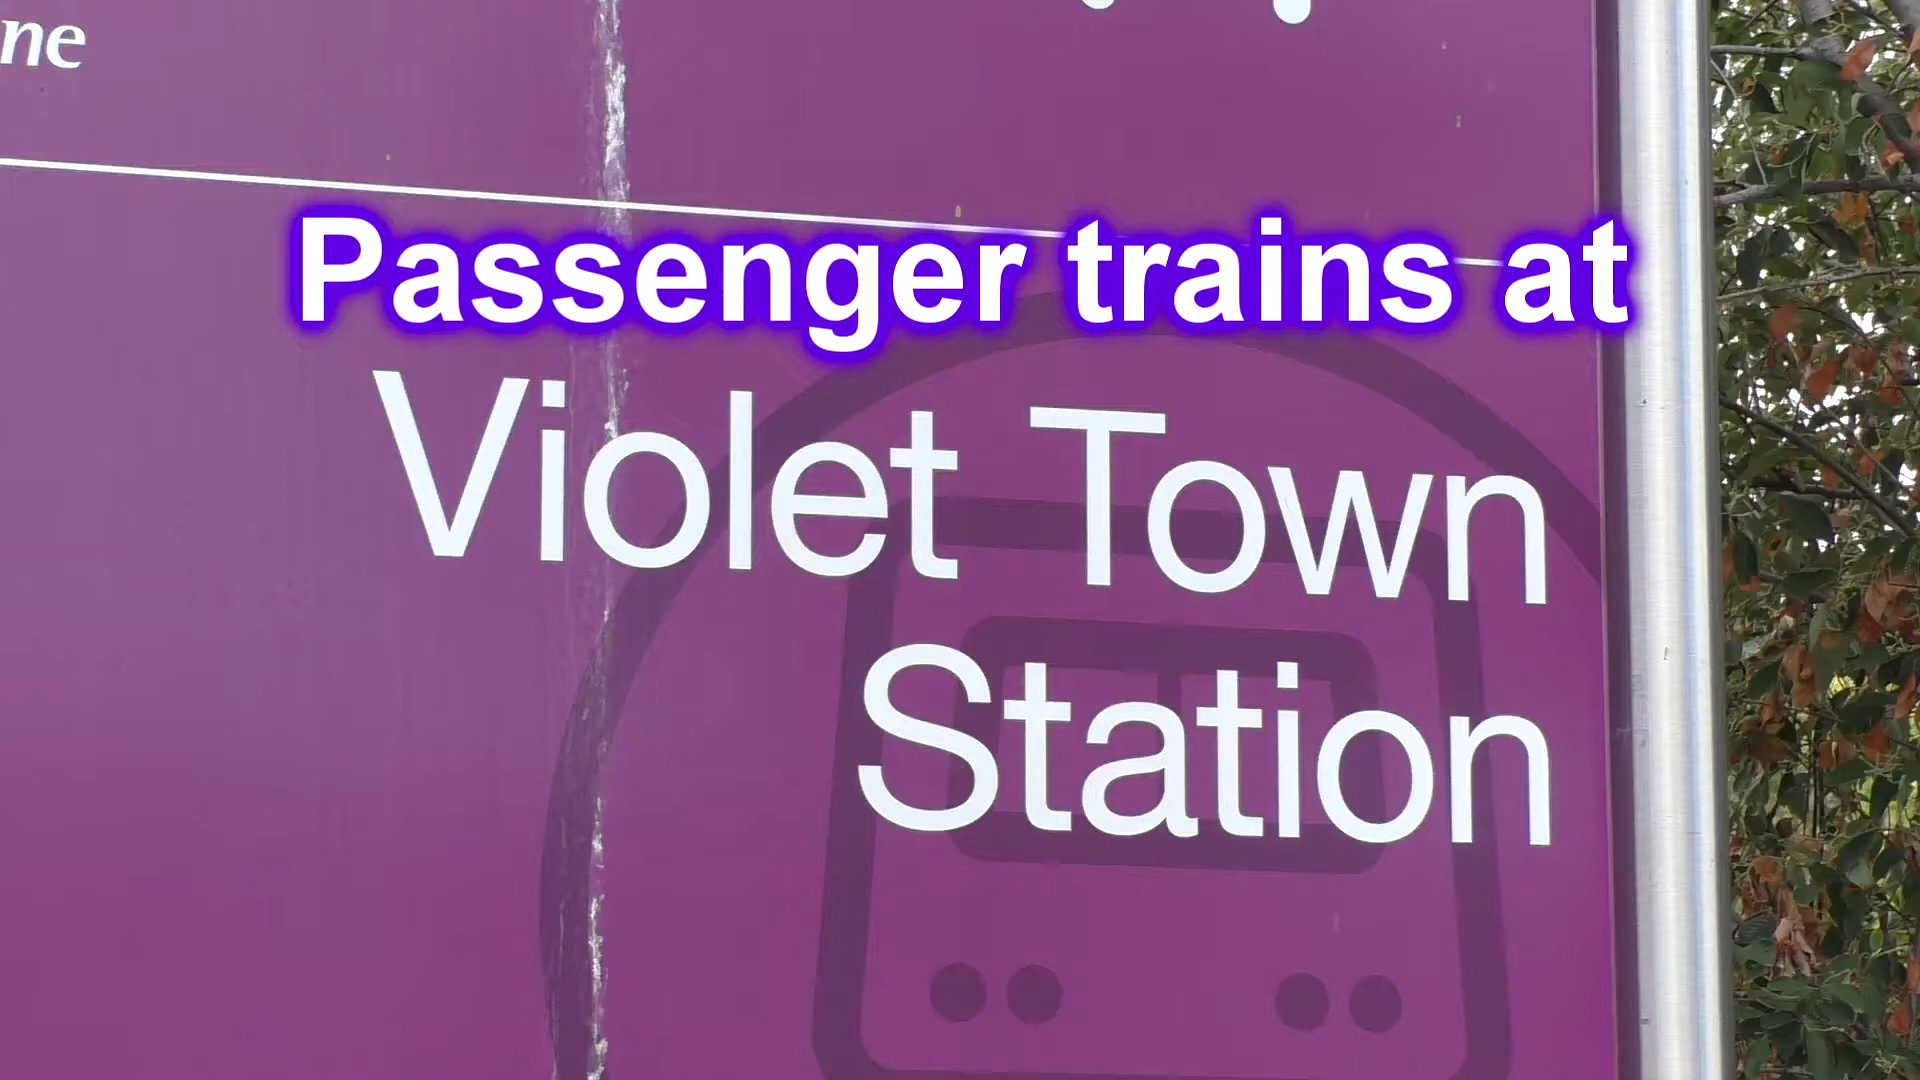 ne
Passenger trains at
Violet Town
Station